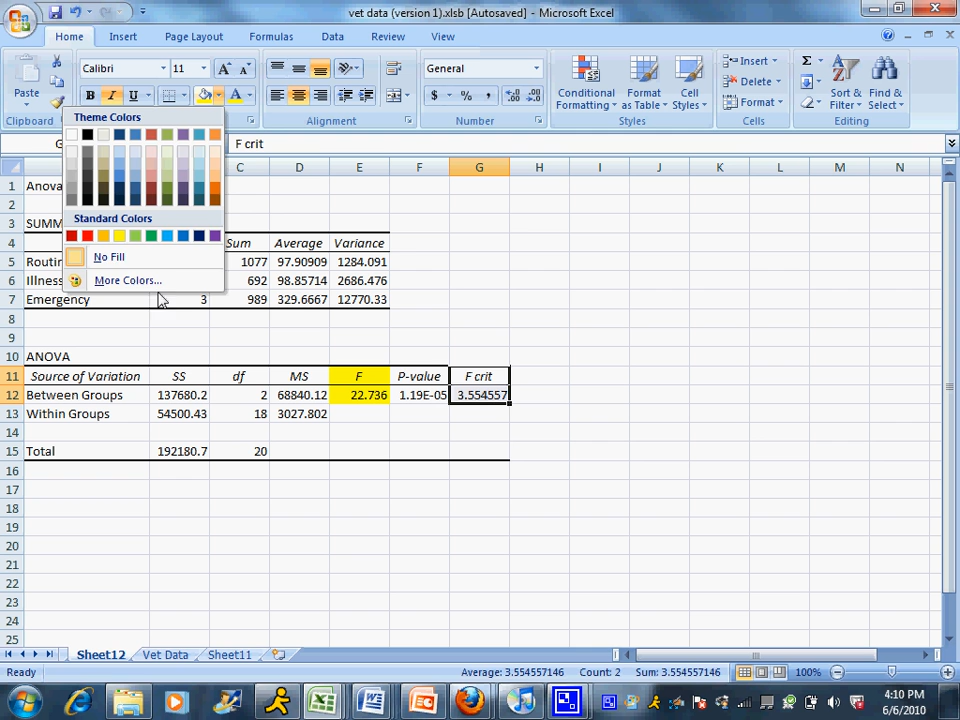 vet data (version 1).xlsb [Autosaved] - Microsoft Excel
Home Insert Page Layout Formulas Data Review View
Paste Calibri 11 General Conditional Formatting Format as Table Cell Styles Insert Delete Format Sort & Filter Find & Select
Clipboard Alignment Number Styles Cells Editing
Theme Colors
Standard Colors
No Fill
More Colors...
G F crit
C D E F G H I J K L M N
1 Anova
2
3 SUMM
4 Sum Average Variance
5 Routin 1077 97.90909 1284.091
6 Illness 692 98.85714 2686.476
7 Emergency 3 989 329.6667 12770.33
8
9
10 ANOVA
11 Source of Variation SS df MS F P-value F crit
12 Between Groups 137680.2 2 68840.12 22.736 1.19E-05 3.554557
13 Within Groups 54500.43 18 3027.802
14
15 Total 192180.7 20
16
17
18
19
20
21
22
23
24
25
Sheet12 Vet Data Sheet11
Ready Average: 3.554557146 Count: 2 Sum: 3.554557146 100%
4:10 PM
6/6/2010